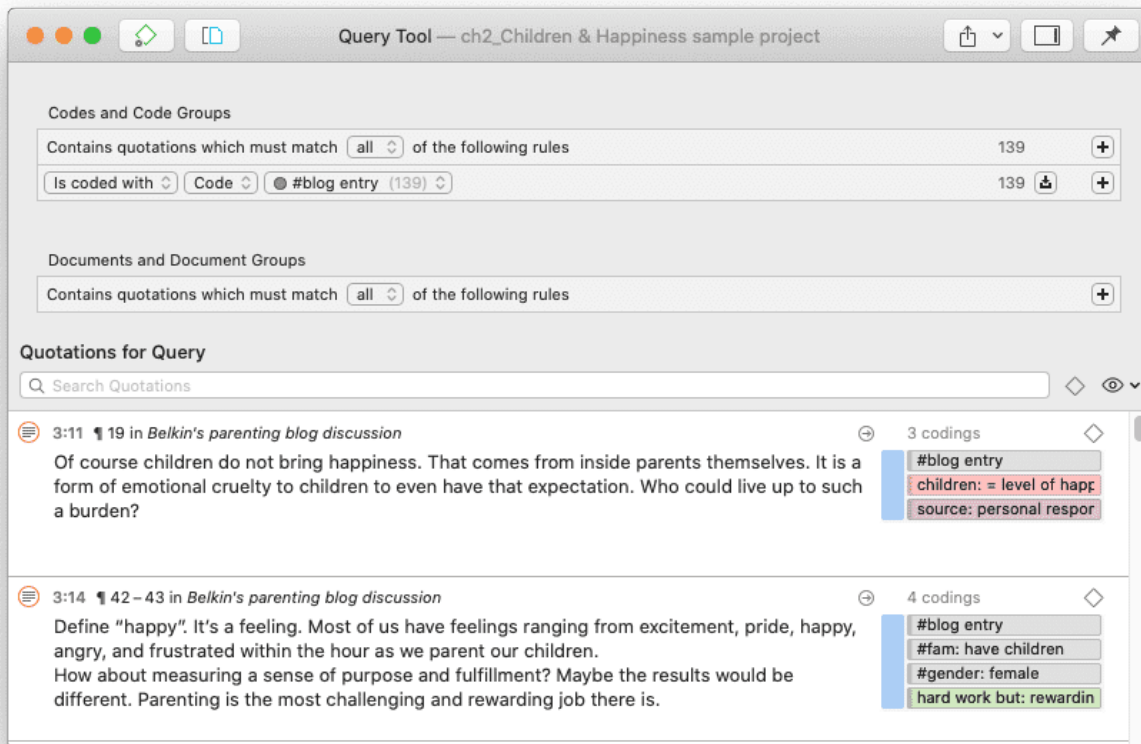 Query Tool — ch2_Children & Happiness sample project
Codes and Code Groups
Contains quotations which must match all of the following rules 139
Is coded with Code #blog entry (139) 139
Documents and Document Groups
Contains quotations which must match all of the following rules
Quotations for Query
Search Quotations
3:11 ¶ 19 in Belkin's parenting blog discussion 3 codings
Of course children do not bring happiness. That comes from inside parents themselves. It is a
form of emotional cruelty to children to even have that expectation. Who could live up to such
a burden?
#blog entry
children: = level of happ
source: personal respor
3:14 ¶ 42 – 43 in Belkin's parenting blog discussion 4 codings
Define “happy”. It’s a feeling. Most of us have feelings ranging from excitement, pride, happy,
angry, and frustrated within the hour as we parent our children.
How about measuring a sense of purpose and fulfillment? Maybe the results would be
different. Parenting is the most challenging and rewarding job there is.
#blog entry
#fam: have children
#gender: female
hard work but: rewardin